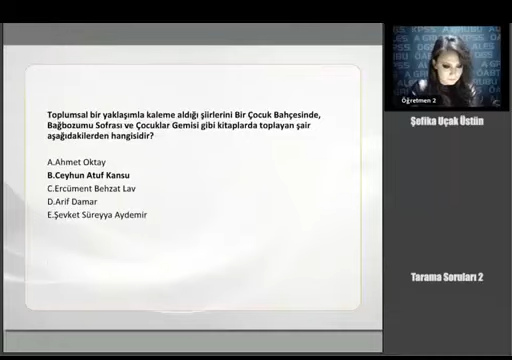 Toplumsal bir yaklaşımla kaleme aldığı şiirlerini Bir Çocuk Bahçesinde,
Bağbozumu Sofrası ve Çocuklar Gemisi gibi kitaplarda toplayan şair
aşağıdakilerden hangisidir?
A.Ahmet Oktay
B.Ceyhun Atuf Kansu
C.Ercüment Behzat Lav
D.Arif Damar
E.Şevket Süreyya Aydemir
Öğretmen 2
Şefika Uçak Üstün
Tarama Soruları 2